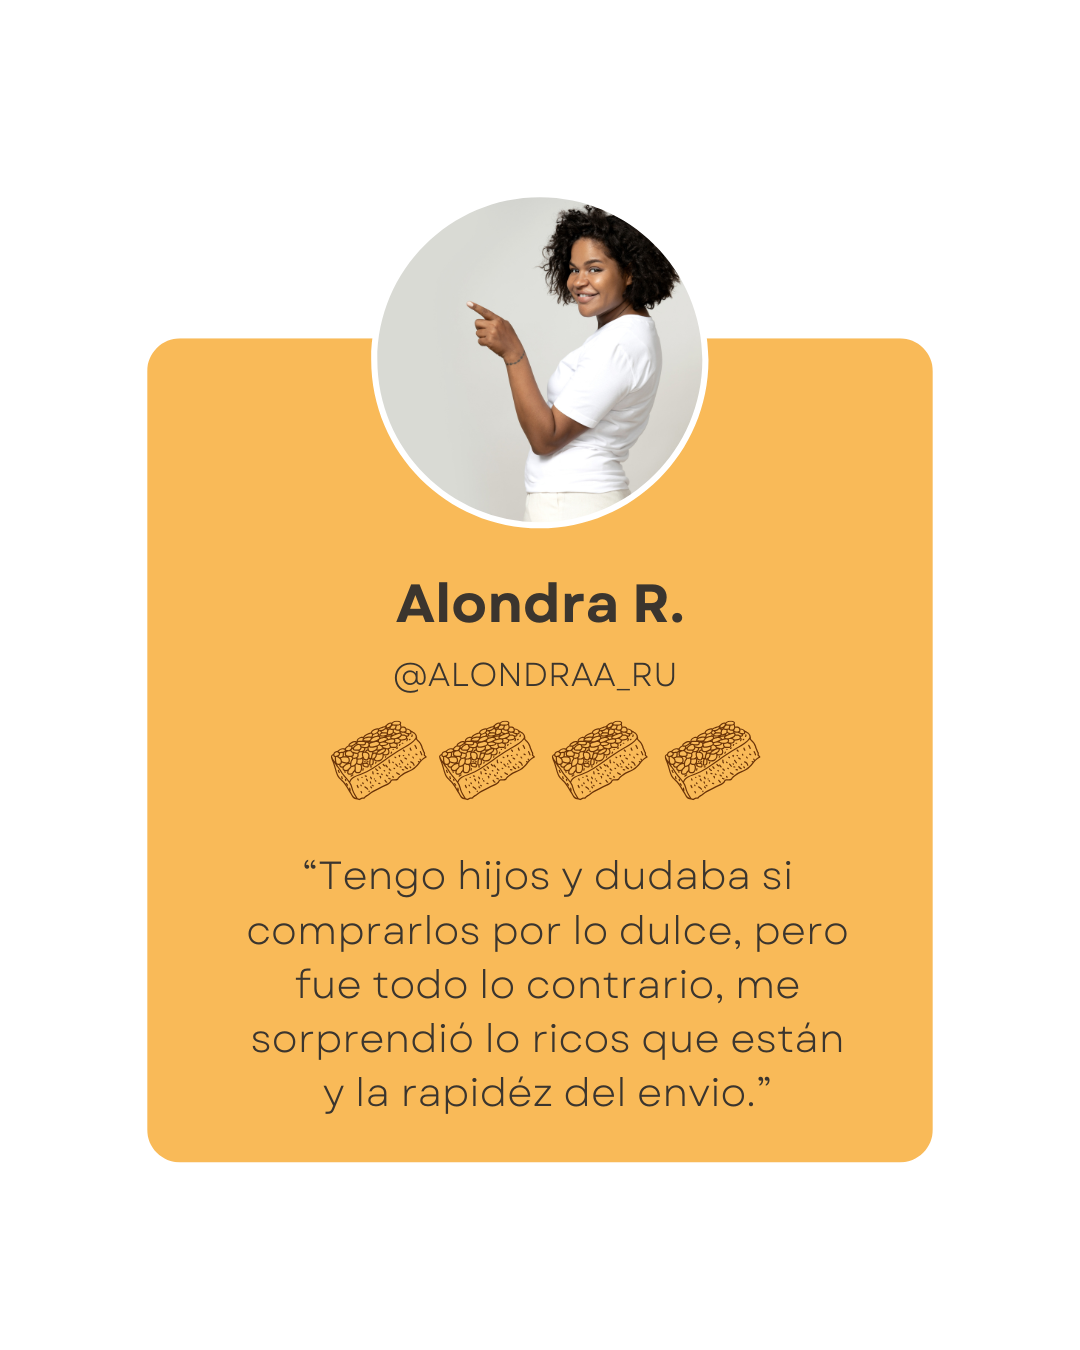 Alondra R.
@ALONDRAA_RU
“Tengo hijos y dudaba si
comprarlos por lo dulce, pero
fue todo lo contrario, me
sorprendió lo ricos que están
y la rapidéz del envio.”